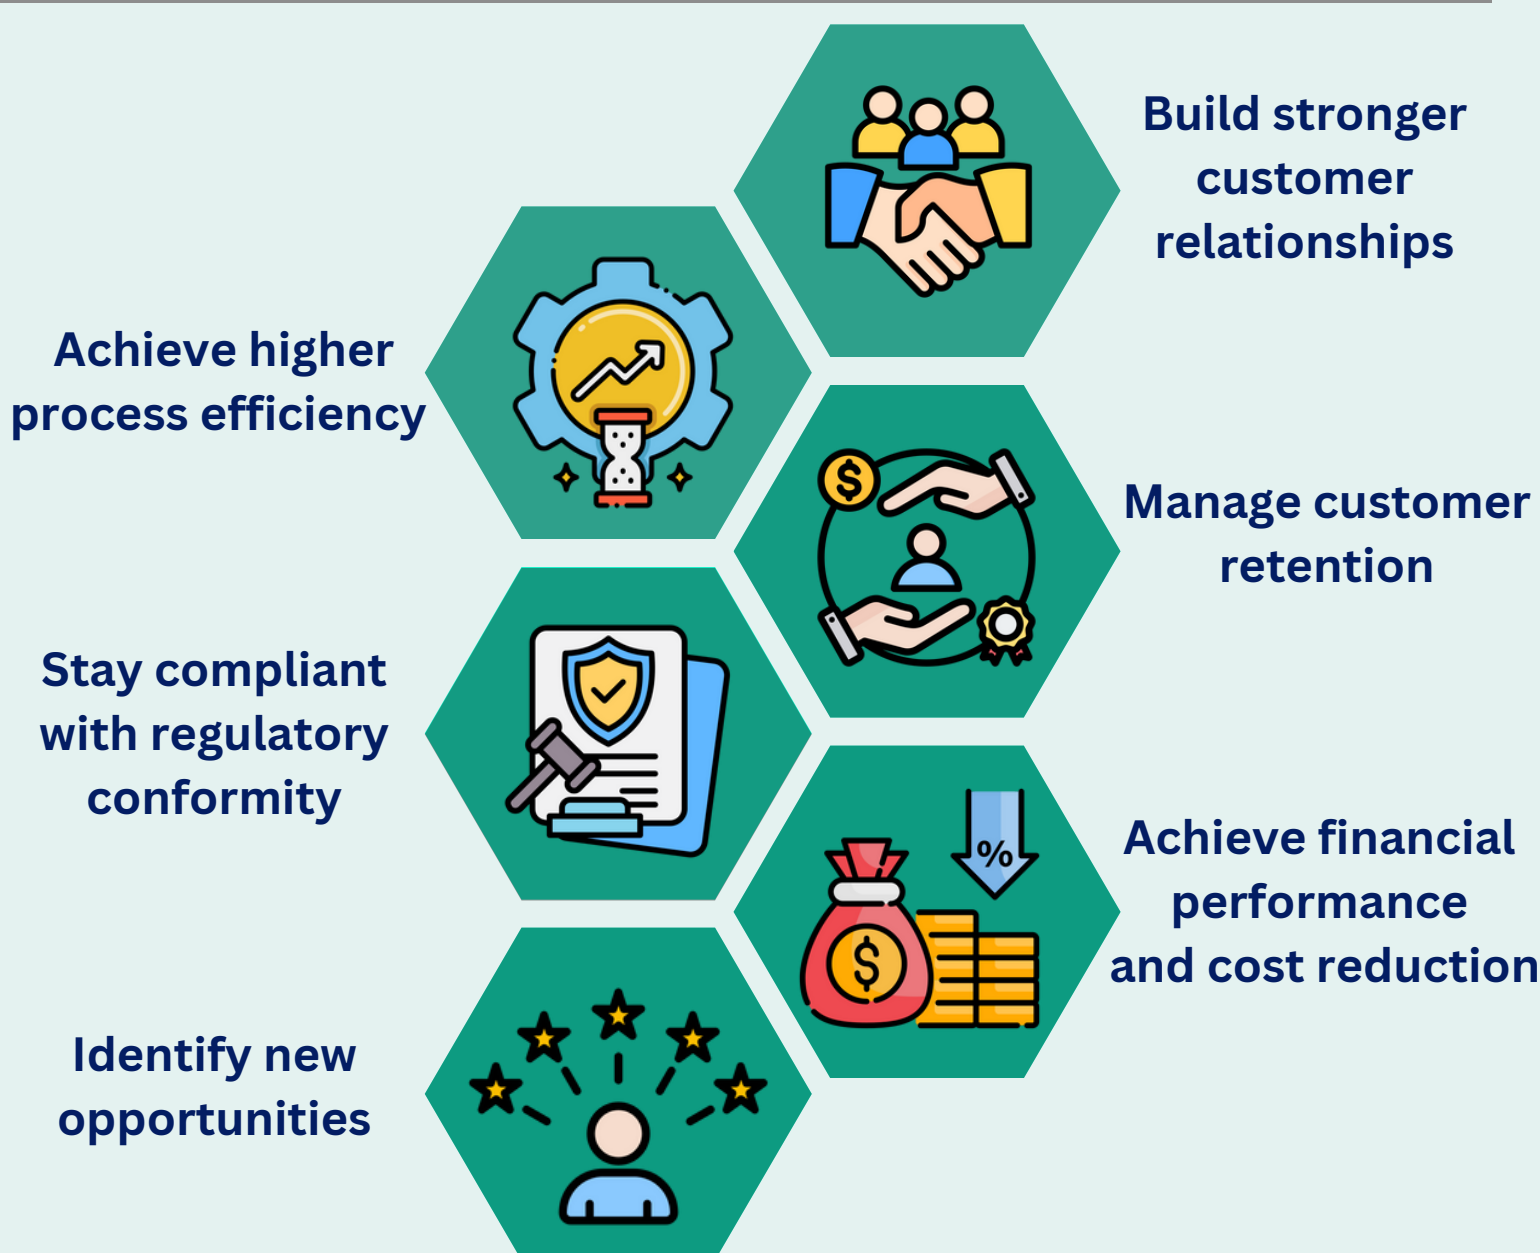 Build stronger
customer
relationships
Achieve higher
process efficiency
$
Manage customer
retention
Stay compliant
with regulatory
conformity
%
$
Achieve financial
performance
and cost reduction
Identify new
opportunities